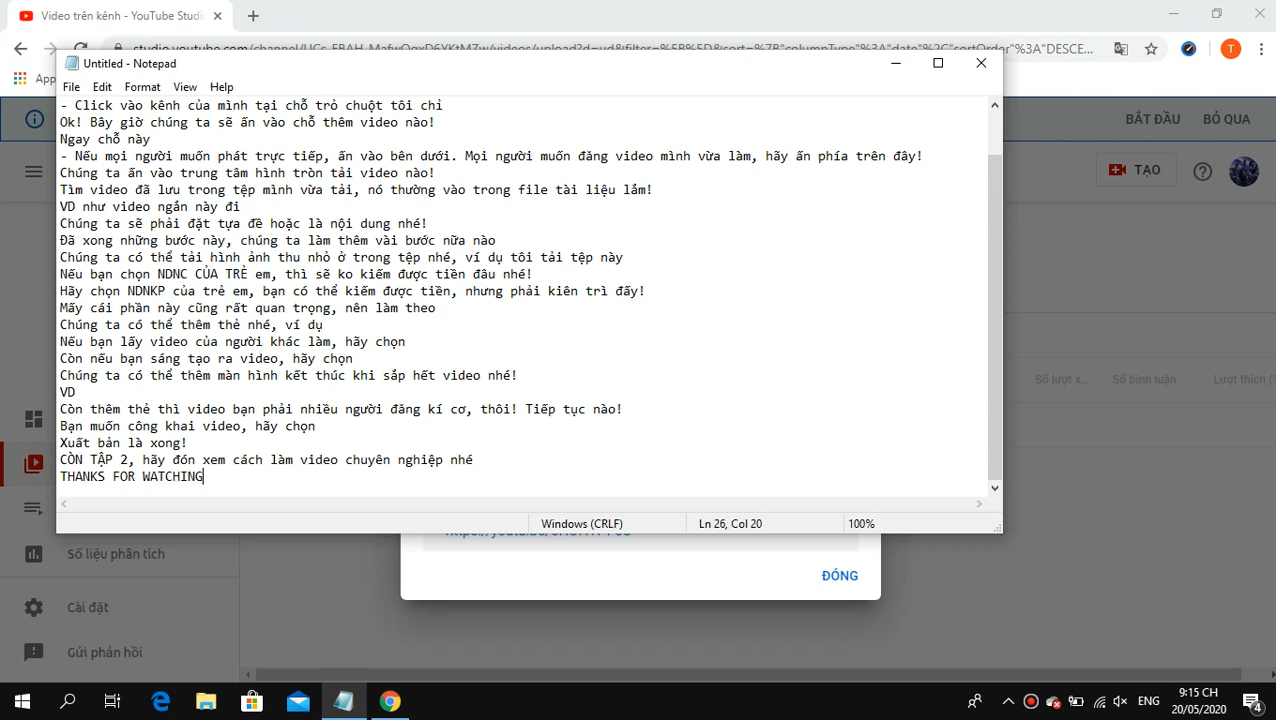 Video trên kênh - YouTube Studi
App
Untitled - Notepad
File Edit Format View Help
- Click vào kênh của mình tại chỗ trỏ chuột tôi chỉ
Ok! Bây giờ chúng ta sẽ ấn vào chỗ thêm video nào!
Ngay chỗ này
- Nếu mọi người muốn phát trực tiếp, ấn vào bên dưới. Mọi người muốn đăng video mình vừa làm, hãy ấn phía trên đây!
Chúng ta ấn vào trung tâm hình tròn tải video nào!
Tìm video đã lưu trong tệp mình vừa tải, nó thường vào trong file tài liệu lắm!
VD như video ngắn này đi
Chúng ta sẽ phải đặt tựa đề hoặc là nội dung nhé!
Đã xong những bước này, chúng ta làm thêm vài bước nữa nào
Chúng ta có thể tải hình ảnh thu nhỏ ở trong tệp nhé, ví dụ tôi tải tệp này
Nếu bạn chọn NDNC CỦA TRẺ em, thì sẽ ko kiếm được tiền đâu nhé!
Hãy chọn NDNKP của trẻ em, bạn có thể kiếm được tiền, nhưng phải kiên trì đấy!
Mấy cái phần này cũng rất quan trọng, nên làm theo
Chúng ta có thể thêm thẻ nhé, ví dụ
Nếu bạn lấy video của người khác làm, hãy chọn
Còn nếu bạn sáng tạo ra video, hãy chọn
Chúng ta có thể thêm màn hình kết thúc khi sắp hết video nhé!
VD
Còn thêm thẻ thì video bạn phải nhiều người đăng kí cơ, thôi! Tiếp tục nào!
Bạn muốn công khai video, hãy chọn
Xuất bản là xong!
CÒN TẬP 2, hãy đón xem cách làm video chuyên nghiệp nhé
THANKS FOR WATCHING
Windows (CRLF) Ln 26, Col 20 100%
BẮT ĐẦU BỎ QUA
TẠO
T
Số lượt x... Số bình luận Lượt thích (
ĐÓNG
Số liệu phân tích
Cài đặt
Gửi phản hồi
ENG
9:15 CH
20/05/2020
4